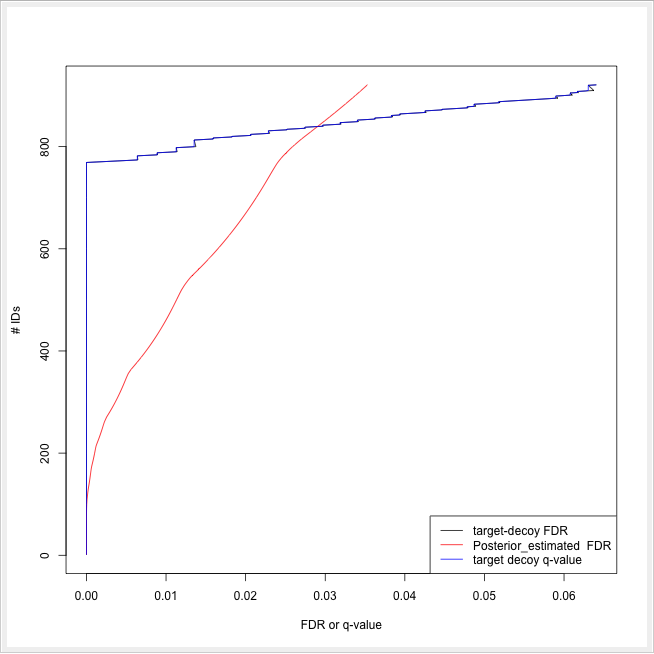 800
600
400
200
0
# IDs
target-decoy FDR
Posterior_estimated FDR
target decoy q-value
0.00 0.01 0.02 0.03 0.04 0.05 0.06
FDR or q-value